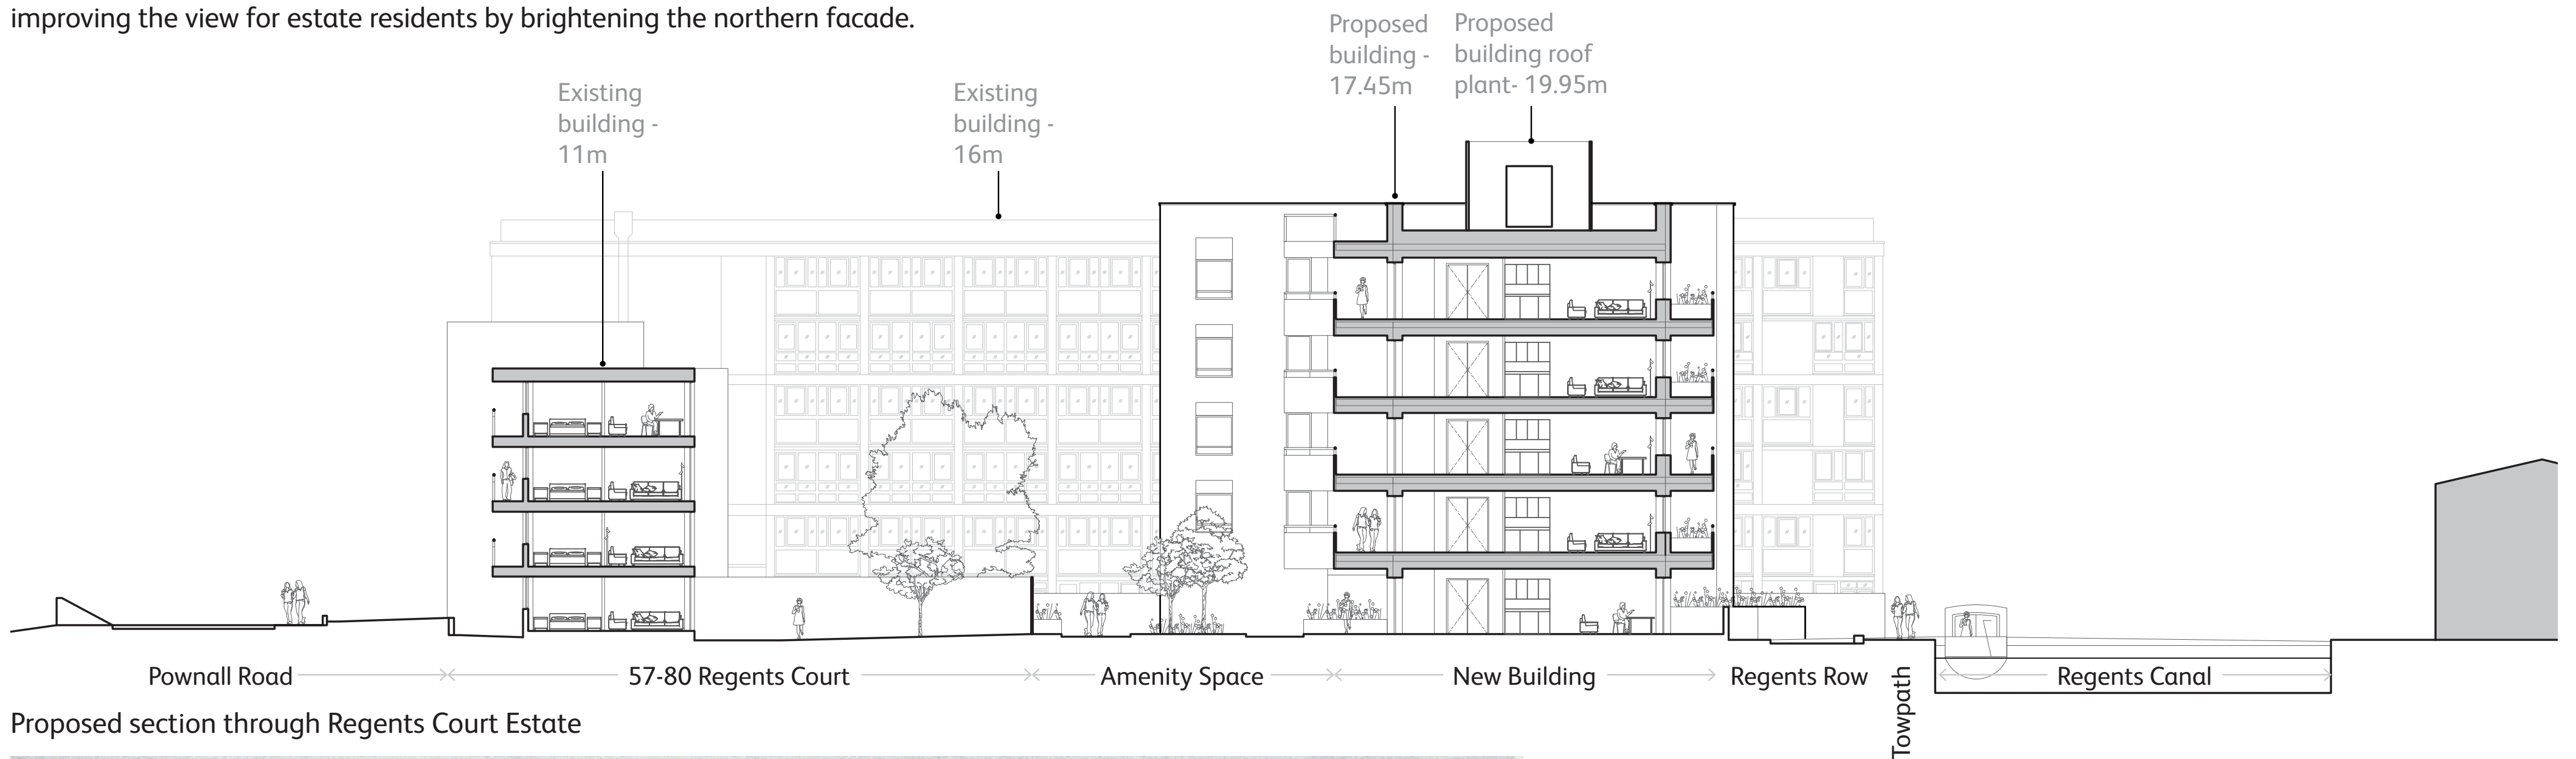 improving the view for estate residents by brightening the northern facade.
Existing
building -
11m
Existing
building -
16m
Proposed
building -
17.45m
Proposed
building roof
plant- 19.95m
Pownall Road
57-80 Regents Court
Amenity Space
New Building
Regents Row
Towpath
Regents Canal
Proposed section through Regents Court Estate